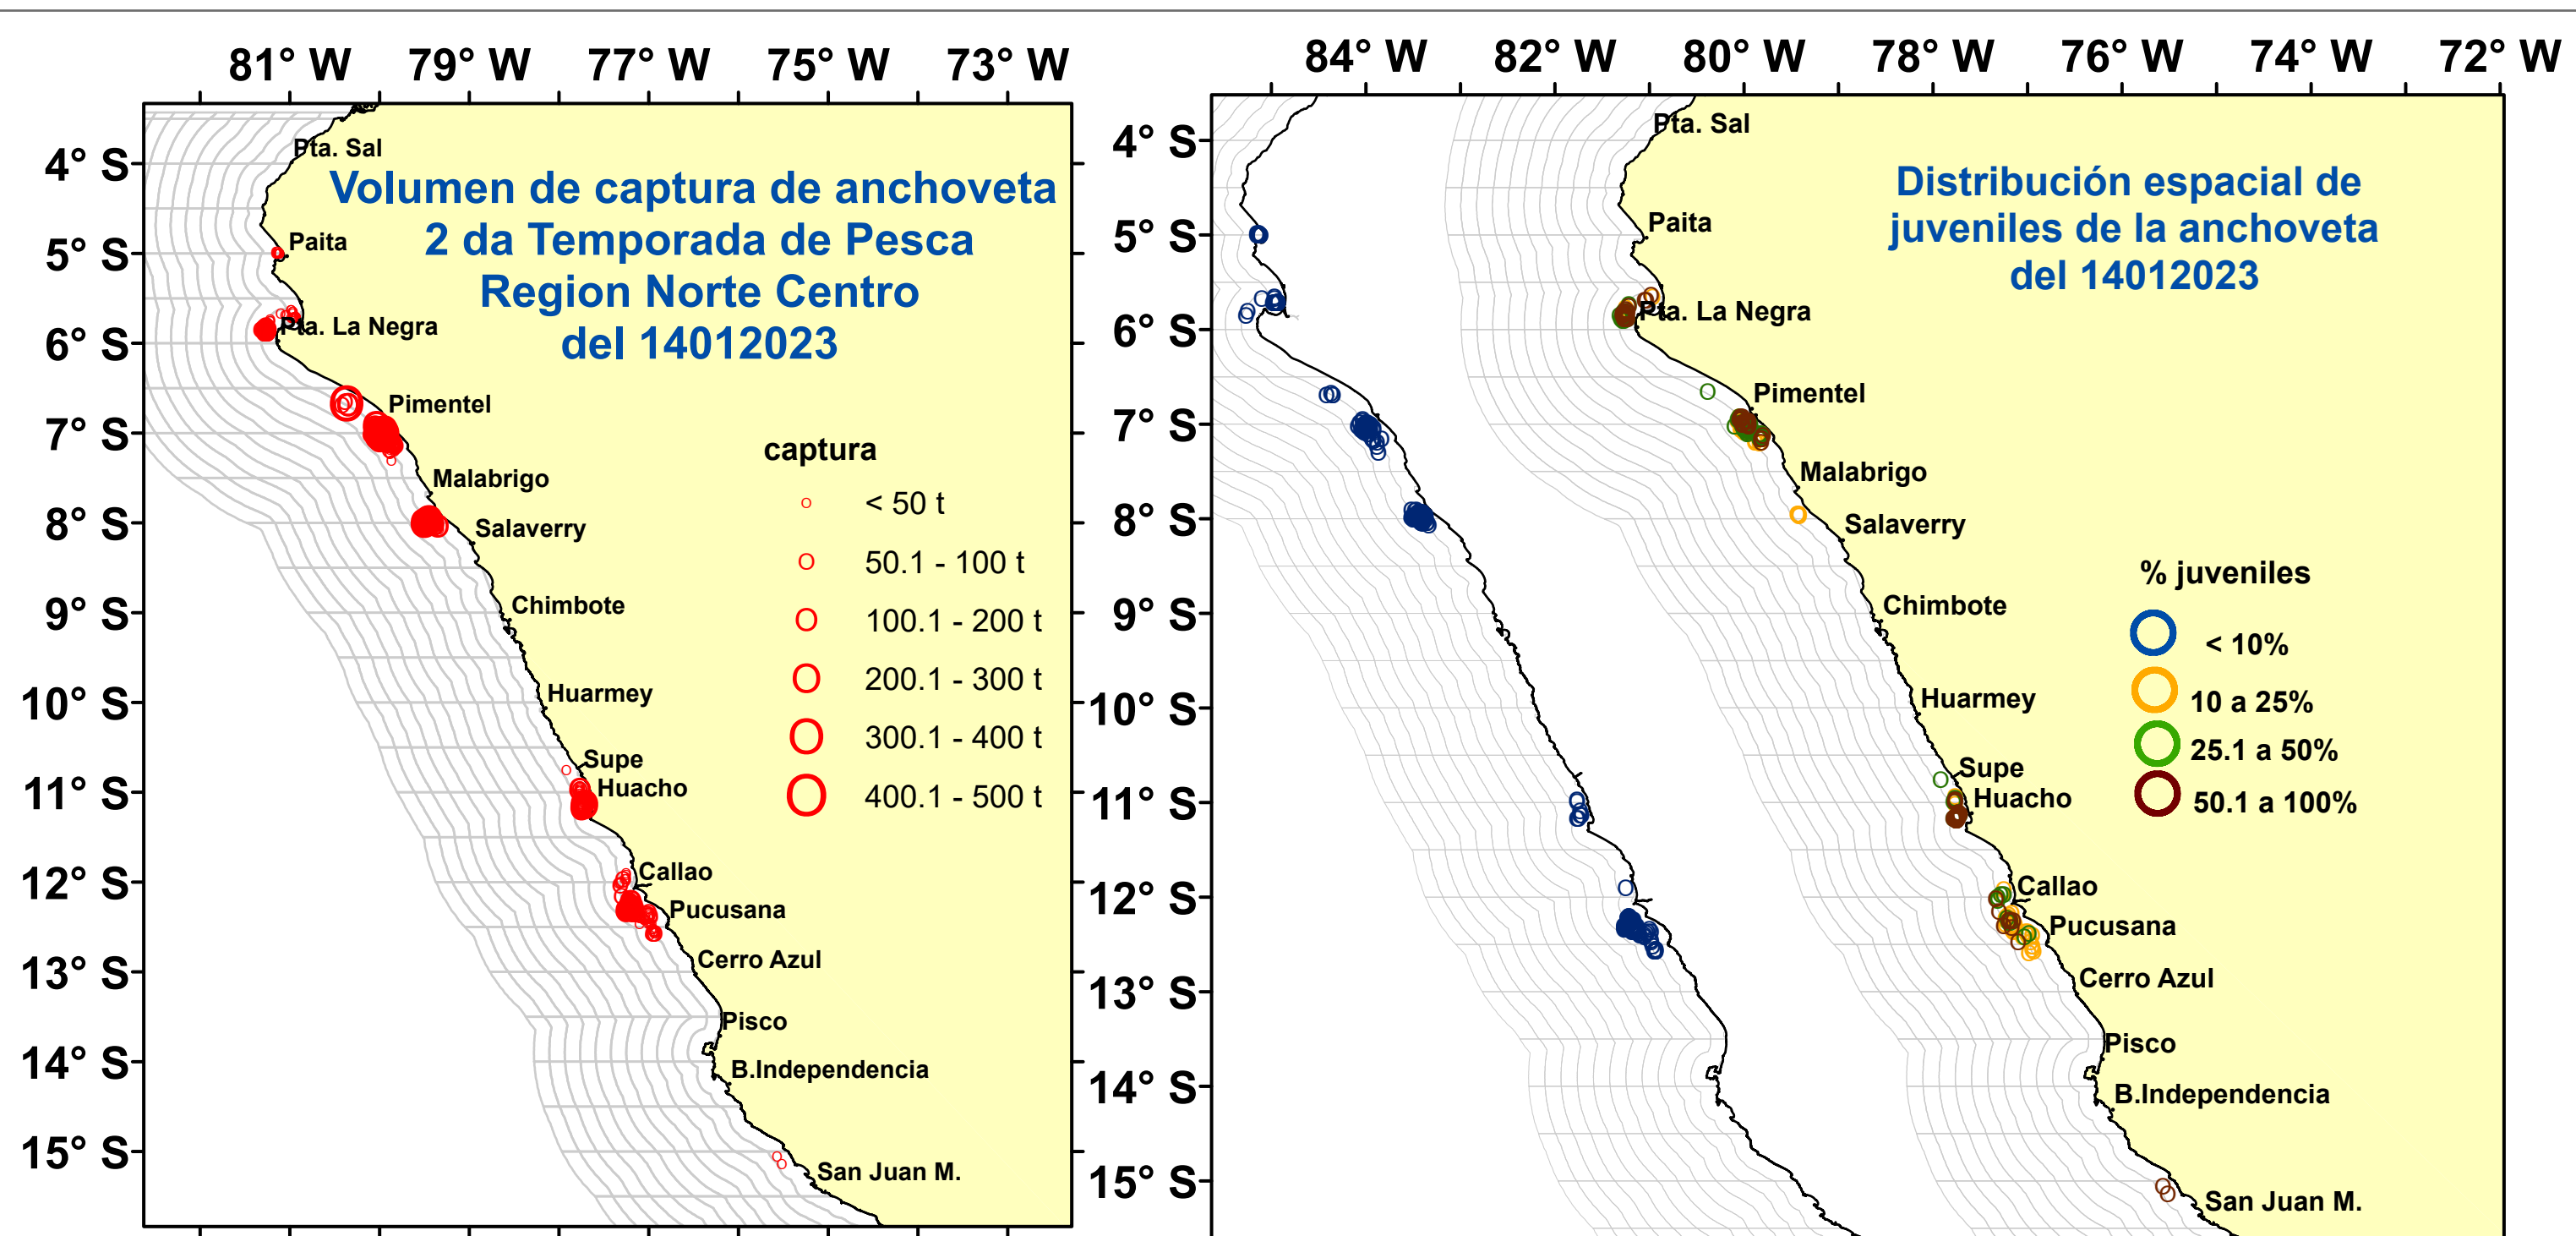 81° W 79° W 77° W 75° W 73° W
4° S
5° S
6° S
7° S
8° S
9° S
10° S
11° S
12° S
13° S
14° S
15° S
Volumen de captura de anchoveta
2 da Temporada de Pesca
Region Norte Centro
del 14012023
Pta. Sal
Paita
Pta. La Negra
Pimentel
Malabrigo
Salaverry
Chimbote
Huarmey
Supe
Huacho
Callao
Pucusana
Cerro Azul
Pisco
B.Independencia
San Juan M.
captura
< 50 t
50.1 - 100 t
100.1 - 200 t
200.1 - 300 t
300.1 - 400 t
400.1 - 500 t
84° W 82° W 80° W 78° W 76° W 74° W 72° W
4° S
5° S
6° S
7° S
8° S
9° S
10° S
11° S
12° S
13° S
14° S
15° S
Distribución espacial de
juveniles de la anchoveta
del 14012023
Pta. Sal
Paita
Pta. La Negra
Pimentel
Malabrigo
Salaverry
Chimbote
Huarmey
Supe
Huacho
Callao
Pucusana
Cerro Azul
Pisco
B.Independencia
San Juan M.
% juveniles
< 10%
10 a 25%
25.1 a 50%
50.1 a 100%